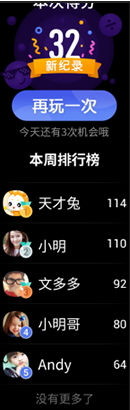 本次得分
32
新纪录
再玩一次
今天还有3次机会哦
本周排行榜
天才兔 114
2 小明 110
文多多 92
4 小明哥 80
5 Andy 64
没有更多了